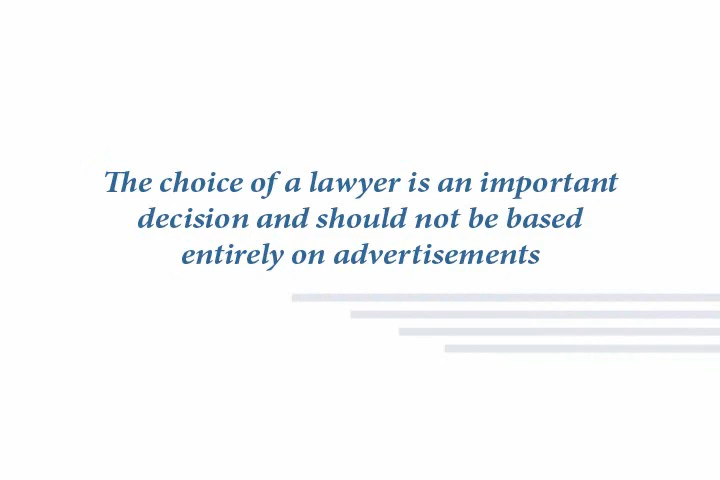 The choice of a lawyer is an important
decision and should not be based
entirely on advertisements